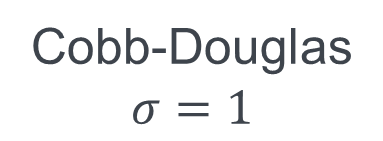 Cobb-Douglas
σ = 1